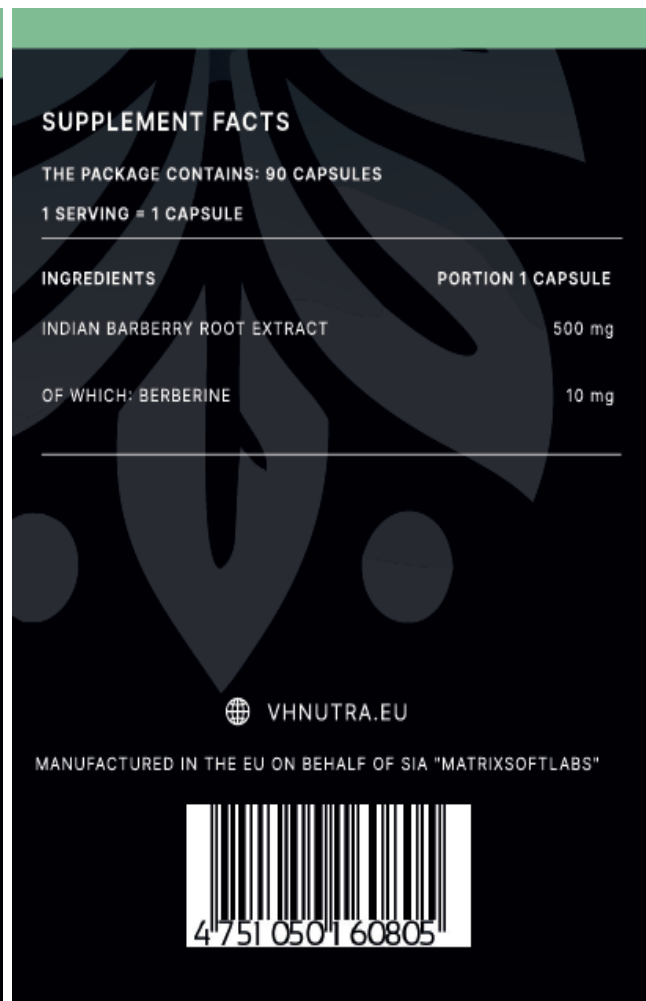 SUPPLEMENT FACTS
THE PACKAGE CONTAINS: 90 CAPSULES
1 SERVING = 1 CAPSULE
INGREDIENTS PORTION 1 CAPSULE
INDIAN BARBERRY ROOT EXTRACT 500 mg
OF WHICH: BERBERINE 10 mg
VHNUTRA.EU
MANUFACTURED IN THE EU ON BEHALF OF SIA "MATRIXSOFTLABS"
4 751050 160805